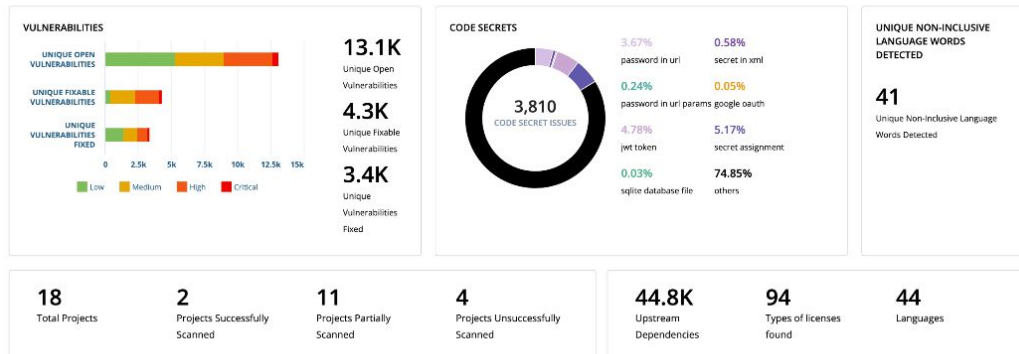 VULNERABILITIES
UNIQUE OPEN
VULNERABILITIES
UNIQUE FIXABLE
VULNERABILITIES
UNIQUE
VULNERABILITIES
FIXED
0 2.5k 5k 7.5k 10k 12.5k 15k
Low Medium High Critical
13.1K
Unique Open
Vulnerabilities
4.3K
Unique Fixable
Vulnerabilities
3.4K
Unique
Vulnerabilities
Fixed
CODE SECRETS
3,810
CODE SECRET ISSUES
3.67% 0.58%
password in url secret in xml
0.24% 0.05%
password in url params google oauth
4.78% 5.17%
jwt token secret assignment
0.03% 74.85%
sqlite database file others
UNIQUE NON-INCLUSIVE
LANGUAGE WORDS
DETECTED
41
Unique Non-Inclusive Language
Words Detected
18
Total Projects
2
Projects Successfully
Scanned
11
Projects Partially
Scanned
4
Projects Unsuccessfully
Scanned
44.8K
Upstream
Dependencies
94
Types of licenses
found
44
Languages